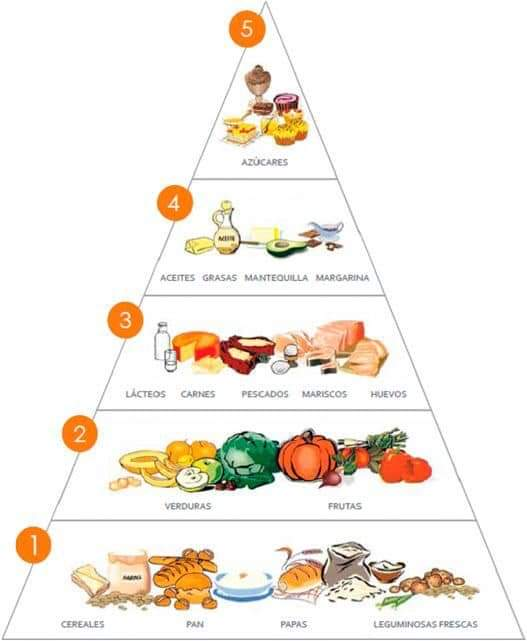 5
AZÚCARES
4
ACEITE
ACEITES GRASAS MANTEQUILLA MARGARINA
3
LÁCTEOS CARNES PESCADOS MARISCOS HUEVOS
2
VERDURAS FRUTAS
1
HARINA
CEREALES PAN PAPAS LEGUMINOSAS FRESCAS